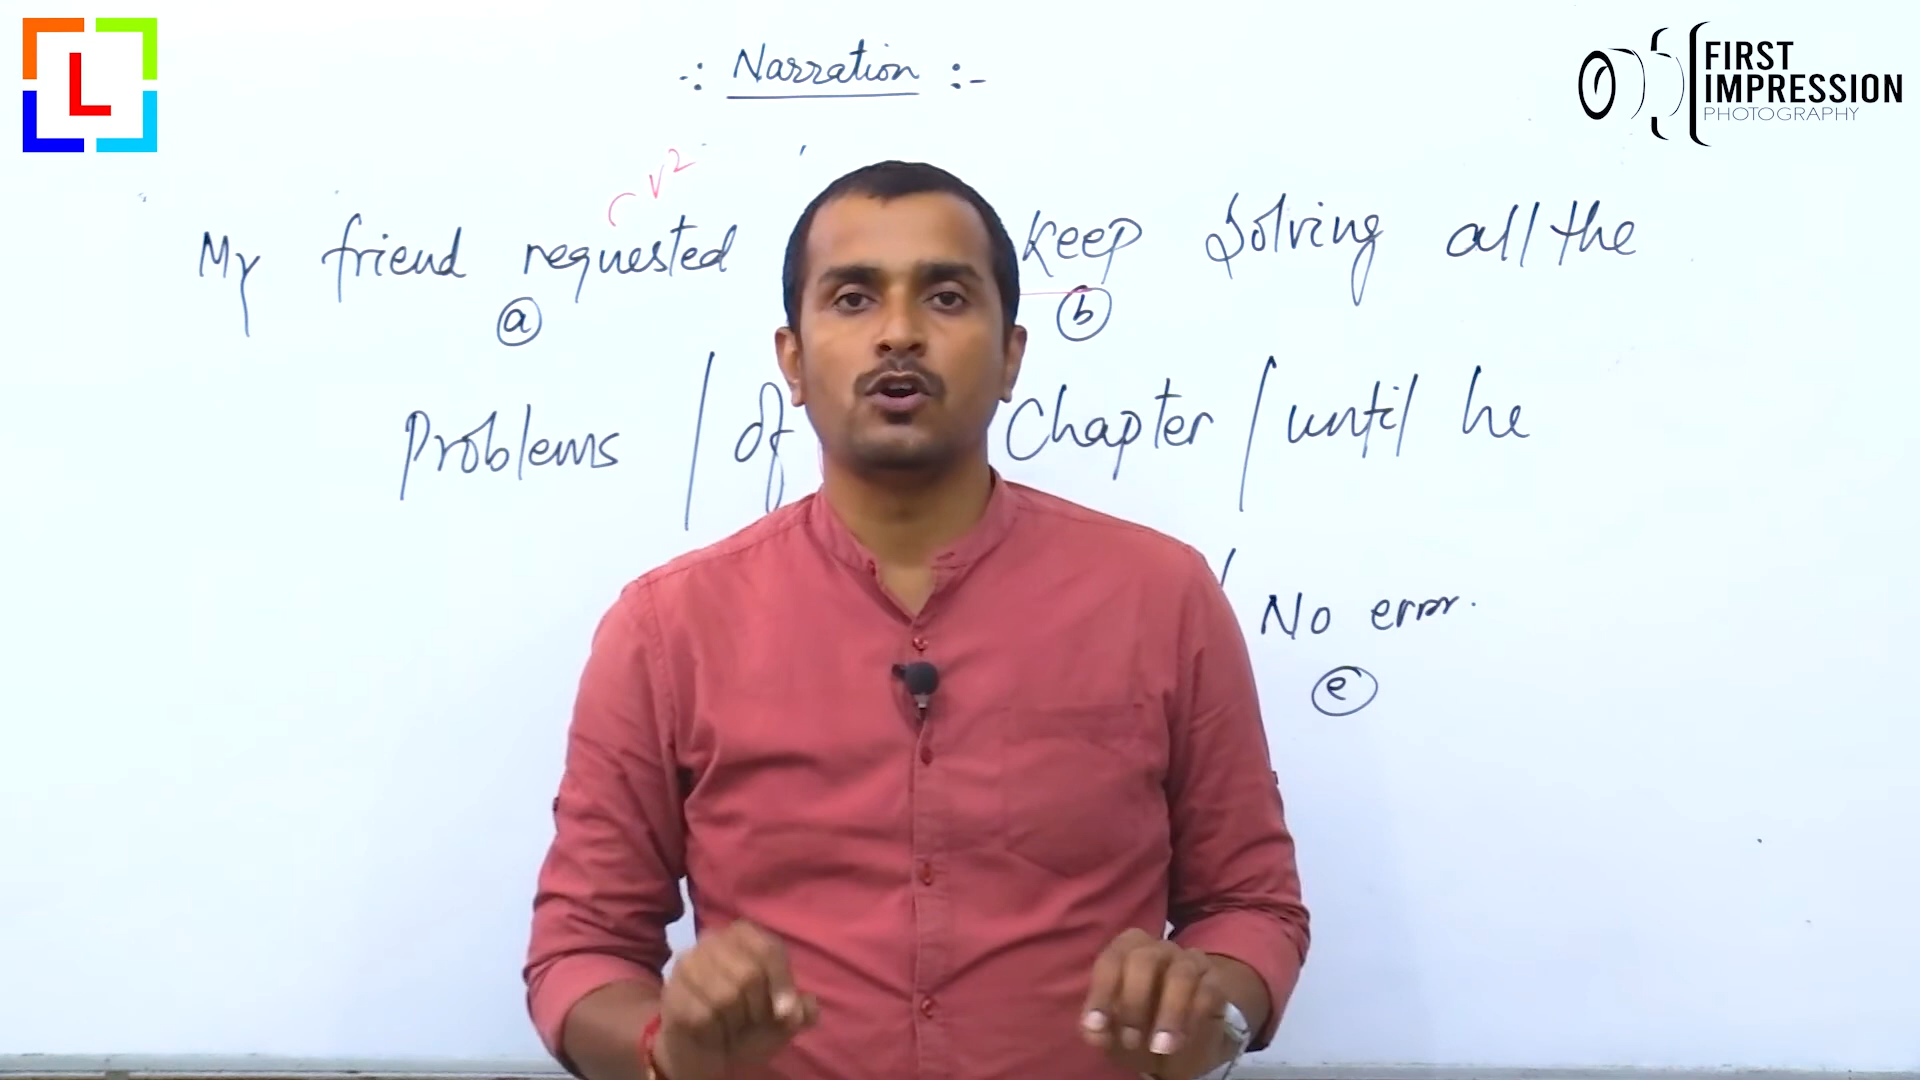 L
FIRST
IMPRESSION
PHOTOGRAPHY
-: Narration :-
V2
My friend requested keep solving all the
a b
Problems / of Chapter / until he
/ No error.
e